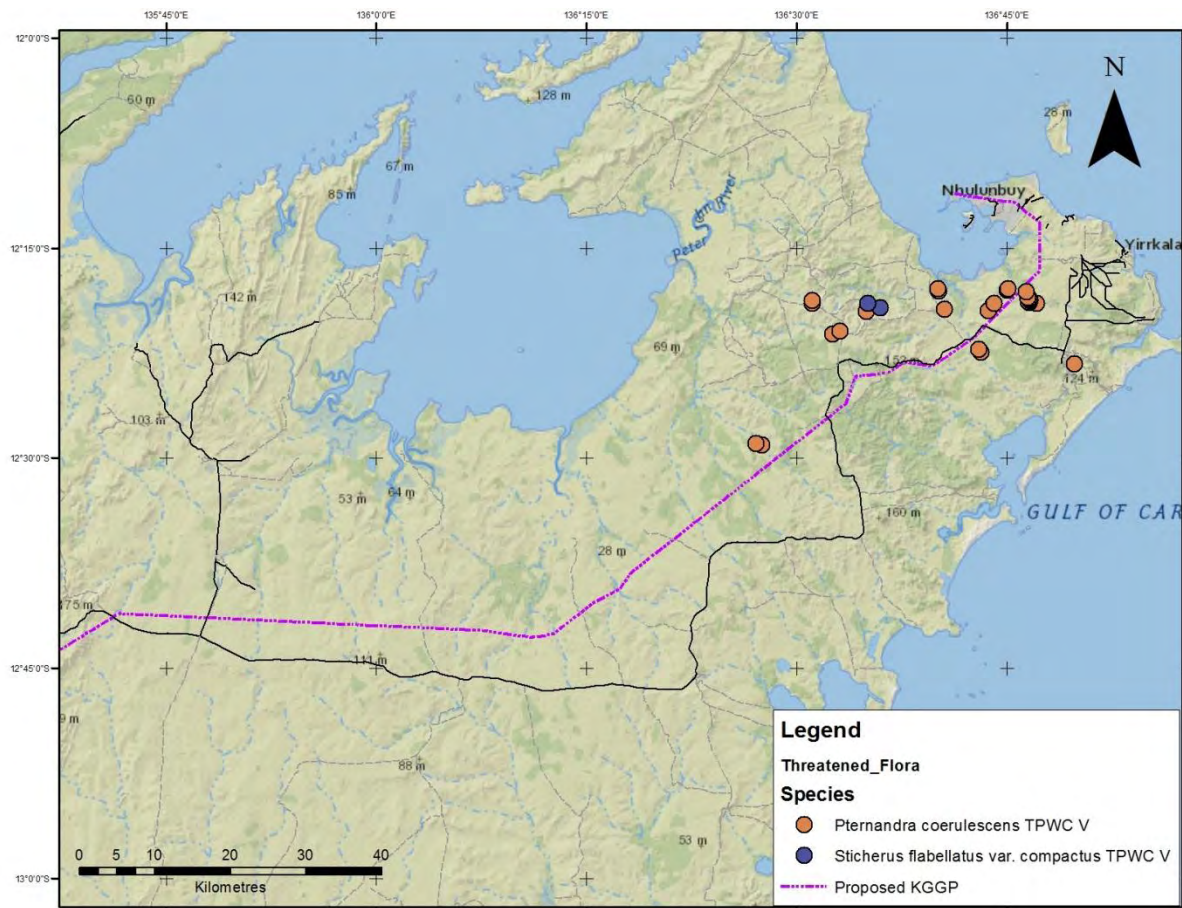 135°45'0"E 136°0'0"E 136°15'0"E 136°30'0"E 136°45'0"E
12°0'0"S
60 m
128 m
N
28 m
67 m
85 m
Nhulunbuy
River
Peter
12°15'0"S
Yirrkala
142 m
69 m
152 m
124 m
103 m
12°30'0"S
64 m
53 m
160 m
GULF OF CAR
28 m
175 m
12°45'0"S
111 m
9 m
88 m
53 m
13°0'0"S
0 5 10 20 30 40
Kilometres
Legend
Threatened_Flora
Species
Pternandra coerulescens TPWC V
Sticherus flabellatus var. compactus TPWC V
Proposed KGGP